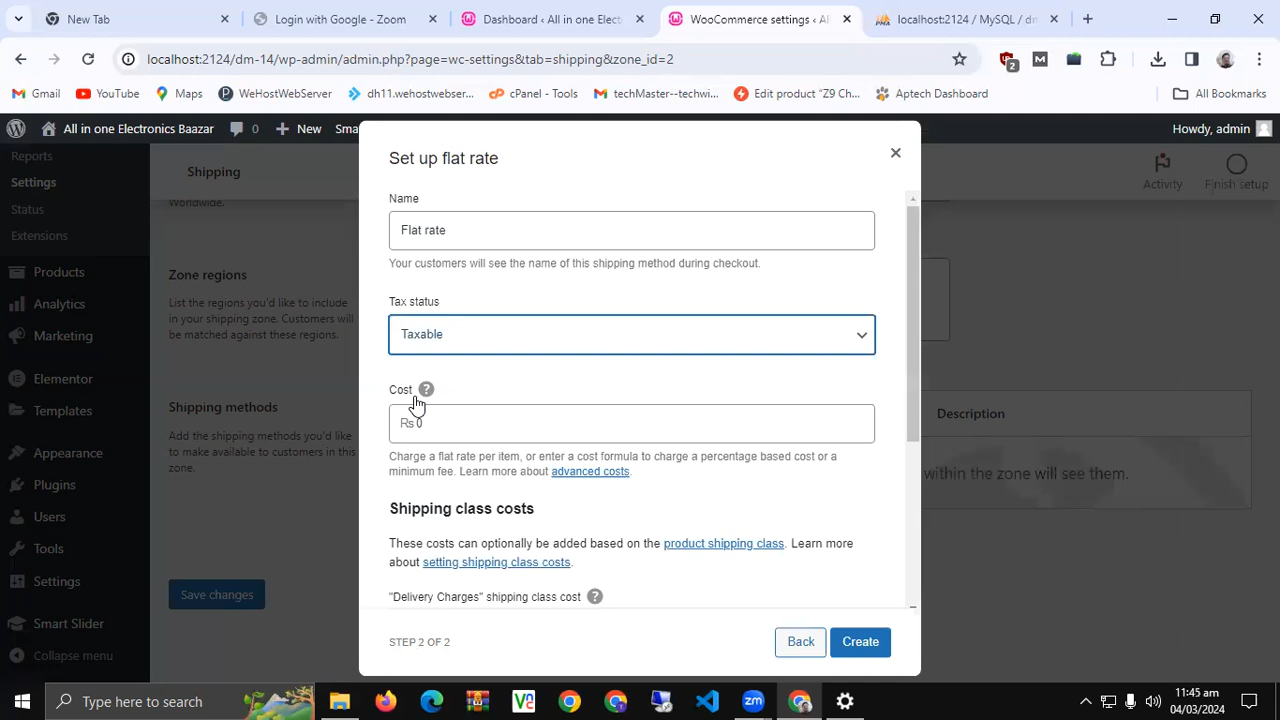 New Tab
Login with Google - Zoom
Dashboard ‹ All in one Elect
WooCommerce settings ‹ Al
localhost:2124 / MySQL / dm
localhost:2124/dm-14/wp-admin/admin.php?page=wc-settings&tab=shipping&zone_id=2
2
Gmail
YouTube
Maps
WeHostWebServer
dh11.wehostwebser...
cPanel - Tools
techMaster--techwi...
Edit product "Z9 Ch...
Aptech Dashboard
All Bookmarks
All in one Electronics Baazar
0
New
Sma
Howdy, admin
Reports
Settings
Status
Extensions
Products
Analytics
Marketing
Elementor
Templates
Appearance
Plugins
Users
Tools
Settings
Smart Slider
Collapse menu
Shipping
Activity
Finish setup
Worldwide.
Zone regions
List the regions you'd like to include
in your shipping zone. Customers
will be matched against these regions.
Shipping methods
Add the shipping methods you'd like
to make available to customers in this
zone.
Description
within the zone will see them.
Save changes
Set up flat rate
Name
Flat rate
Your customers will see the name of this shipping method during checkout.
Tax status
Taxable
Cost ?
Rs 0
Charge a flat rate per item, or enter a cost formula to charge a percentage based cost or a
minimum fee. Learn more about advanced costs.
Shipping class costs
These costs can optionally be added based on the product shipping class. Learn more
about setting shipping class costs.
"Delivery Charges" shipping class cost ?
STEP 2 OF 2
Back
Create
Type here to search
11:45 am
04/03/2024